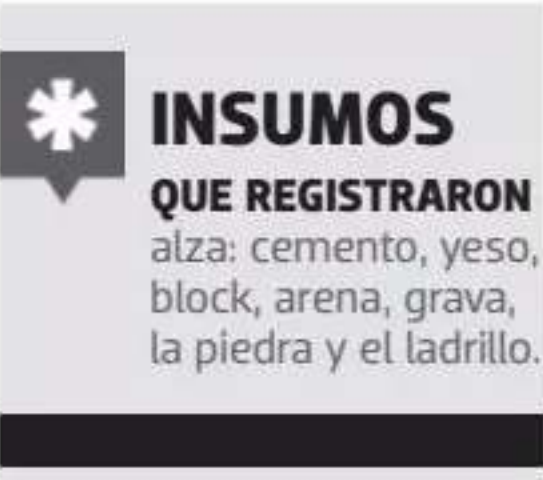 INSUMOS
QUE REGISTRARON
alza: cemento, yeso,
block, arena, grava,
la piedra y el ladrillo.